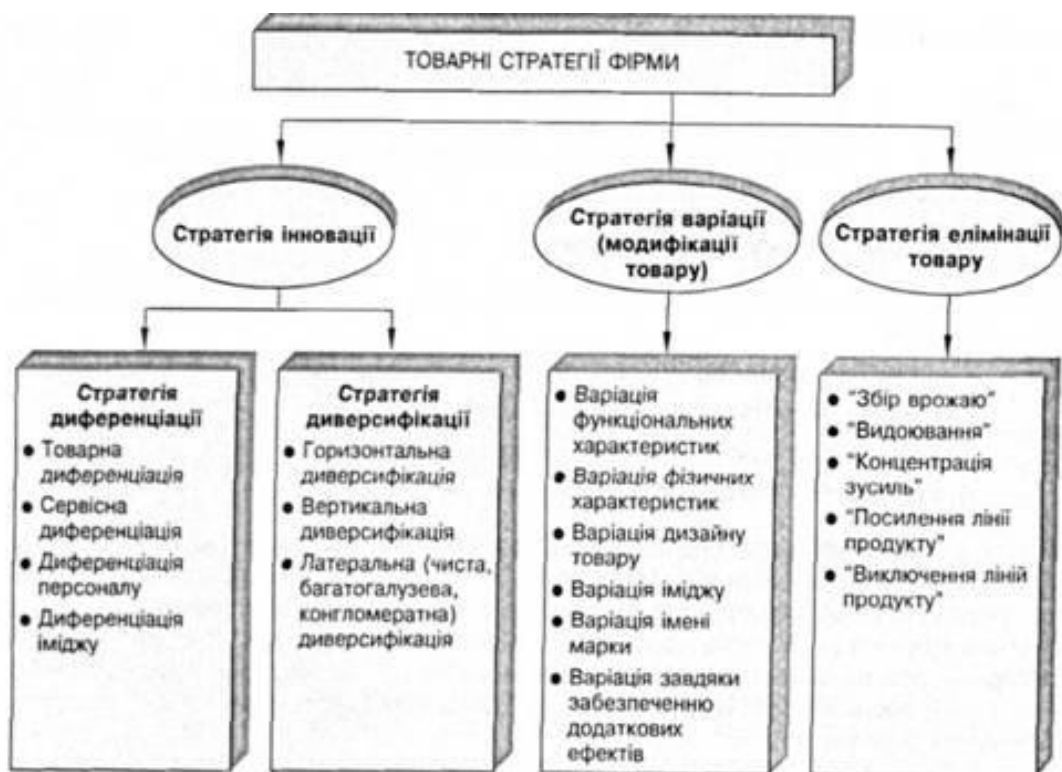 ТОВАРНІ СТРАТЕГІЇ ФІРМИ
Стратегія інновації
Стратегія варіації
(модифікації
товару)
Стратегія елімінації
товару
Стратегія
диференціації
● Товарна
диференціація
● Сервісна
диференціація
● Диференціація
персоналу
● Диференціація
іміджу
Стратегія
диверсифікації
● Горизонтальна
диверсифікація
● Вертикальна
диверсифікація
● Латеральна (чиста,
багатогалузева,
конгломератна)
диверсифікація
● Варіація
функціональних
характеристик
● Варіація фізичних
характеристик
● Варіація дизайну
товару
● Варіація іміджу
● Варіація імені
марки
● Варіація завдяки
забезпеченню
додаткових
ефектів
● "Збір врожаю"
● "Видоювання"
● "Концентрація
зусиль"
● "Посилення лінії
продукту"
● "Виключення ліній
продукту"